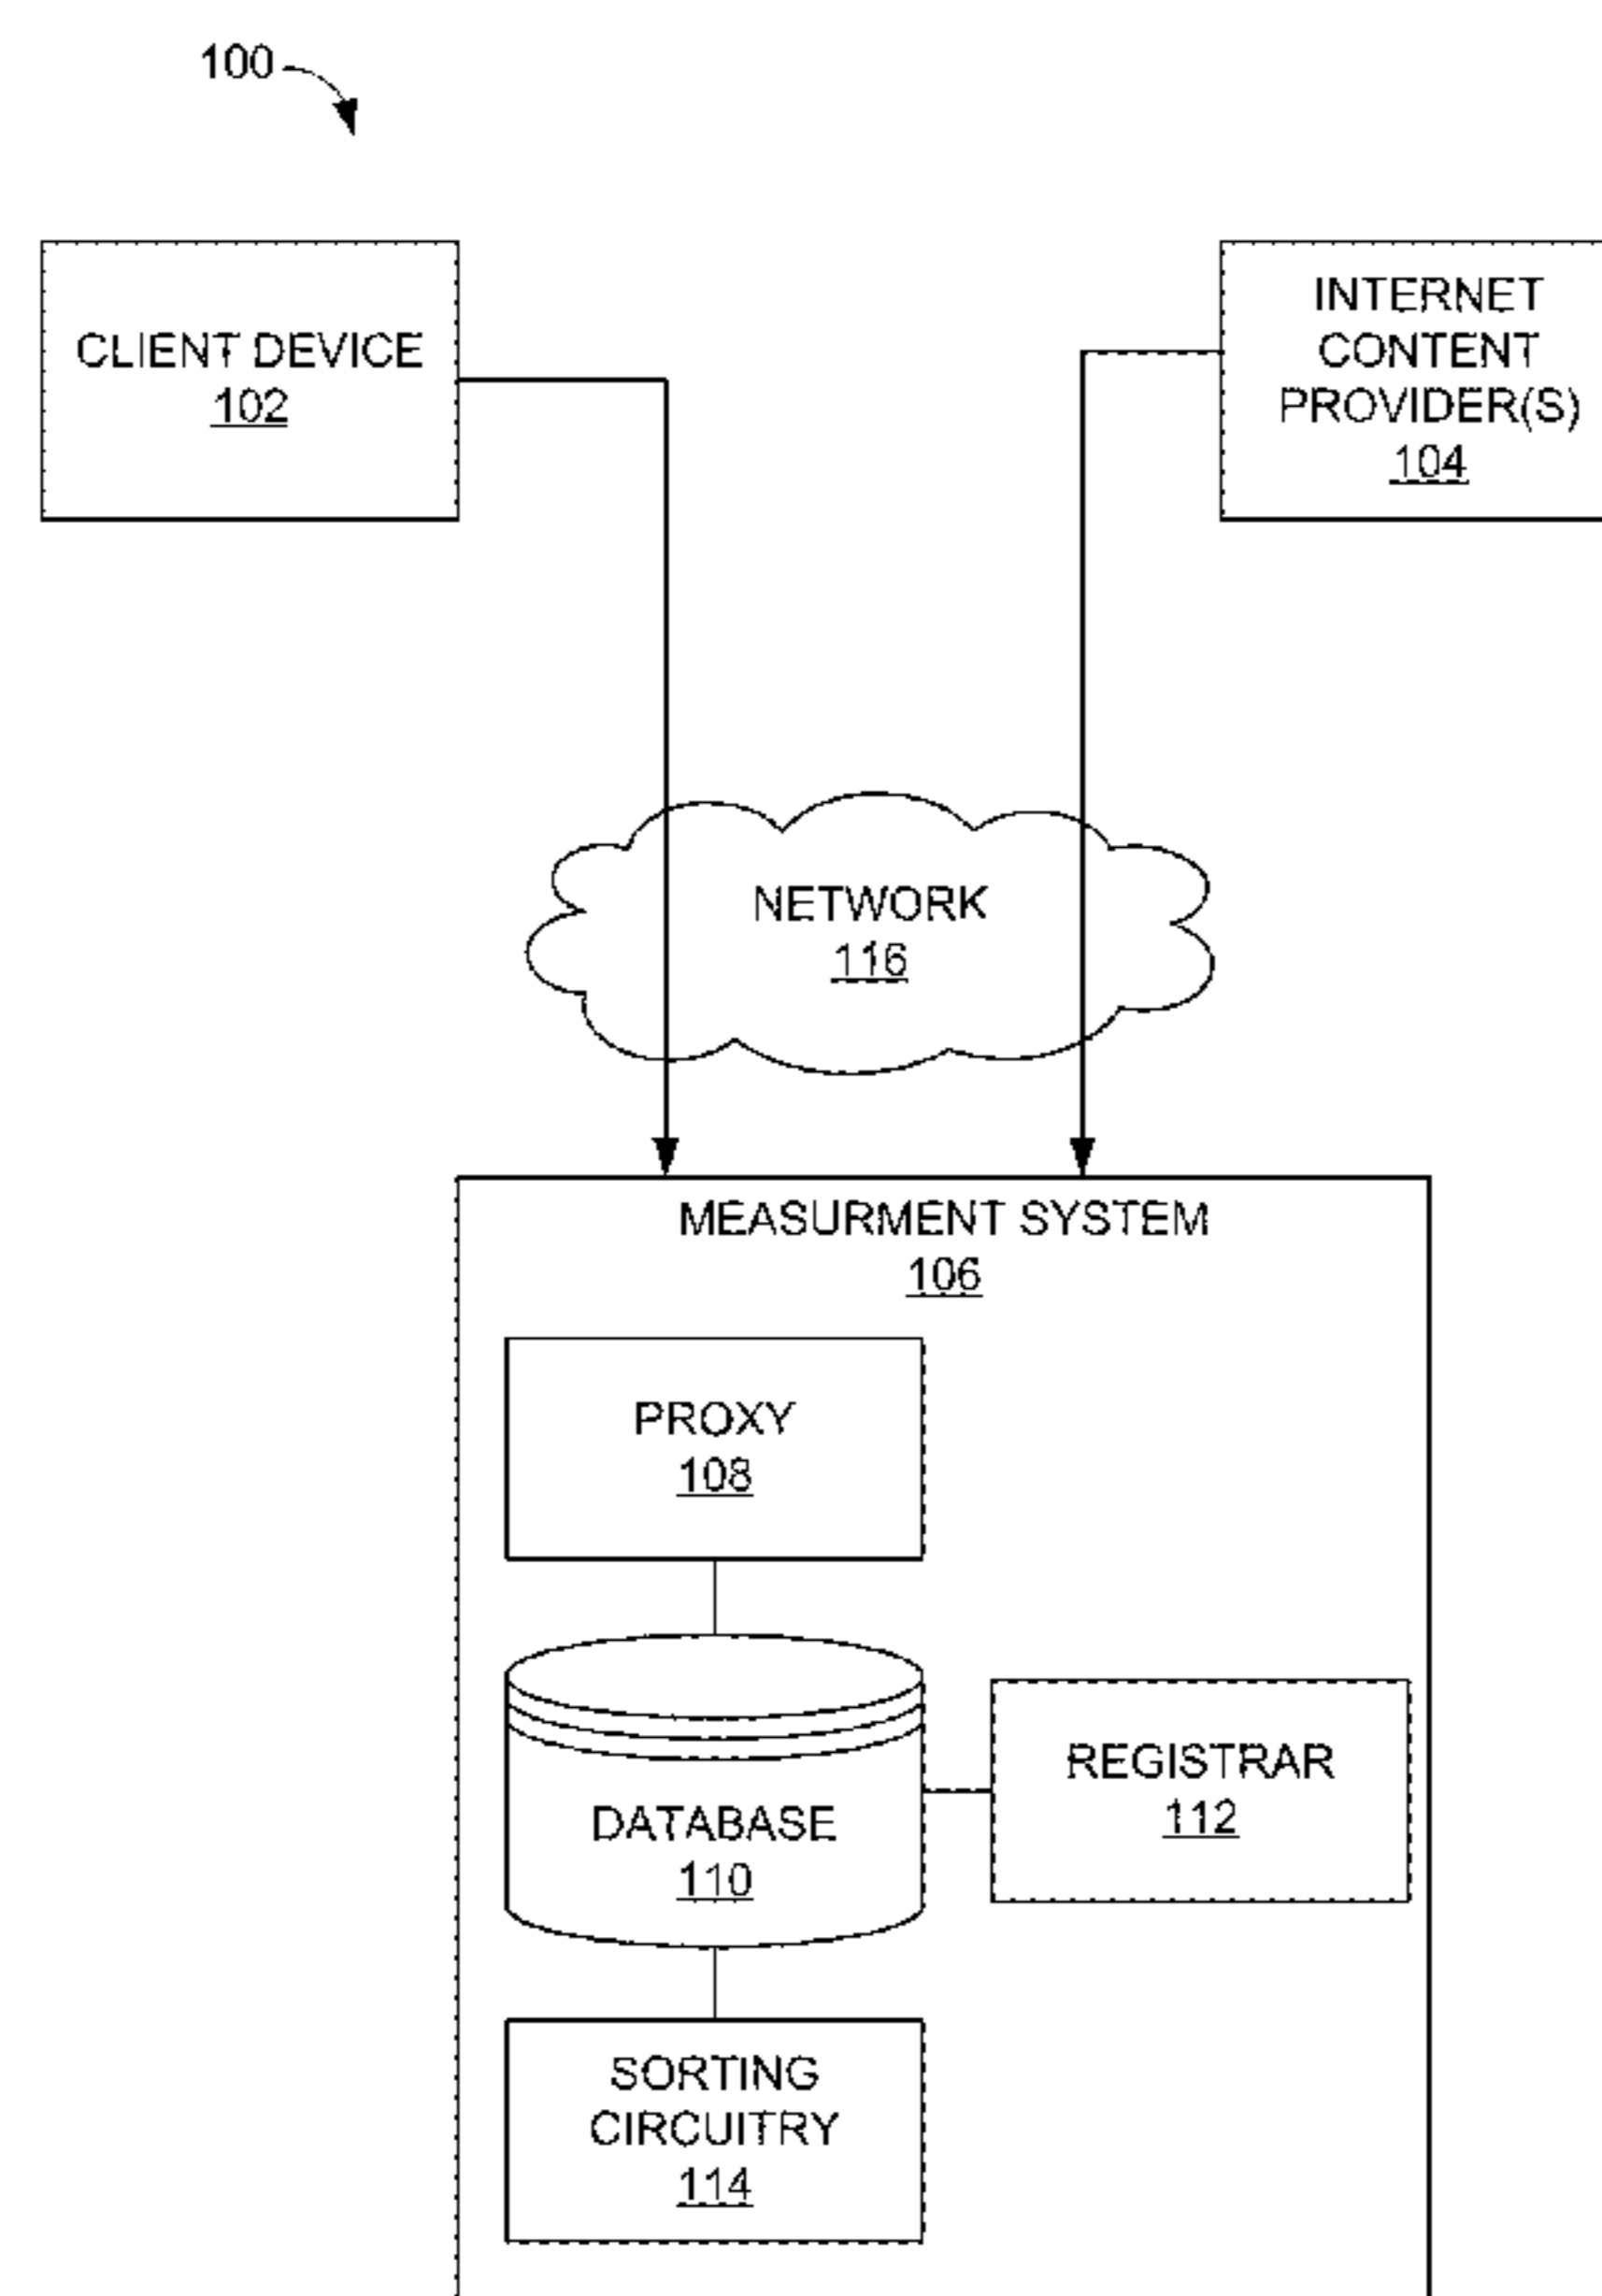 100
CLIENT DEVICE
102
INTERNET
CONTENT
PROVIDER(S)
104
NETWORK
116
MEASURMENT SYSTEM
106
PROXY
108
DATABASE
110
REGISTRAR
112
SORTING
CIRCUITRY
114